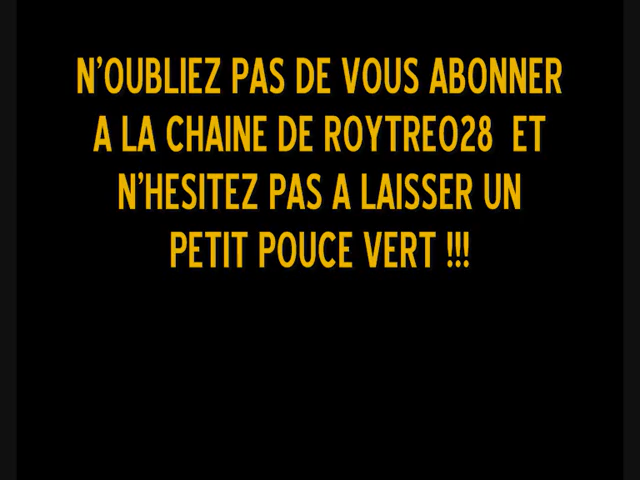 N'OUBLIEZ PAS DE VOUS ABONNER
A LA CHAINE DE ROYTREO28 ET
N'HESITEZ PAS A LAISSER UN
PETIT POUCE VERT !!!